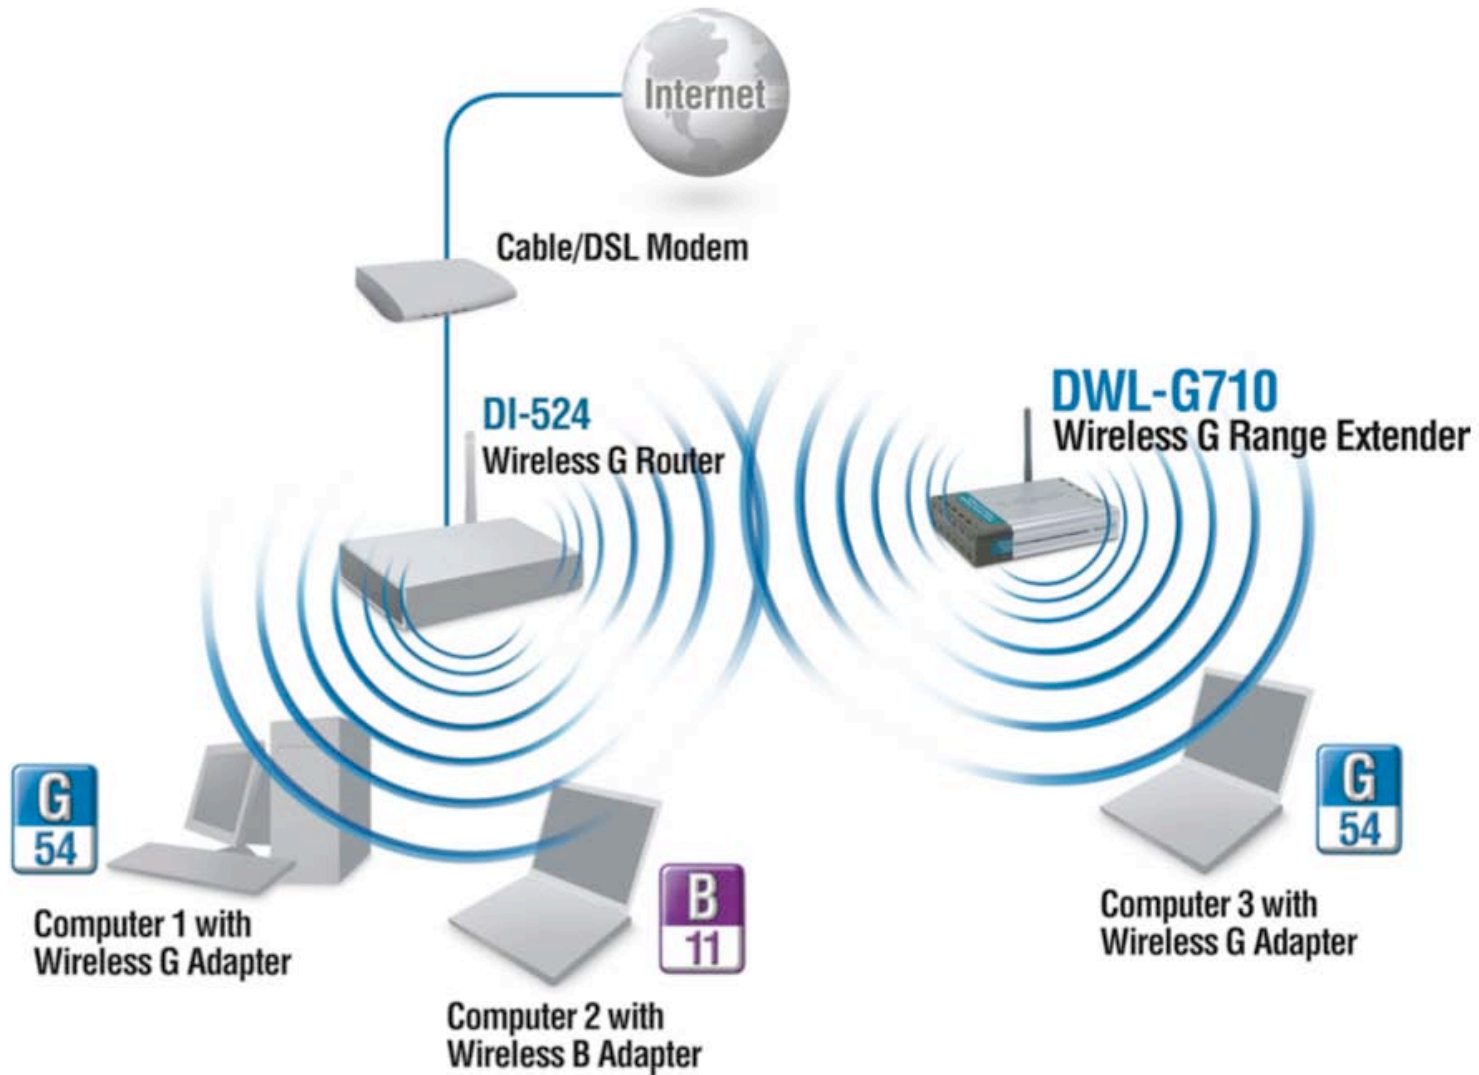 Internet
Cable/DSL Modem
DI-524
Wireless G Router
DWL-G710
Wireless G Range Extender
G
54
Computer 1 with
Wireless G Adapter
B
11
Computer 2 with
Wireless B Adapter
G
54
Computer 3 with
Wireless G Adapter